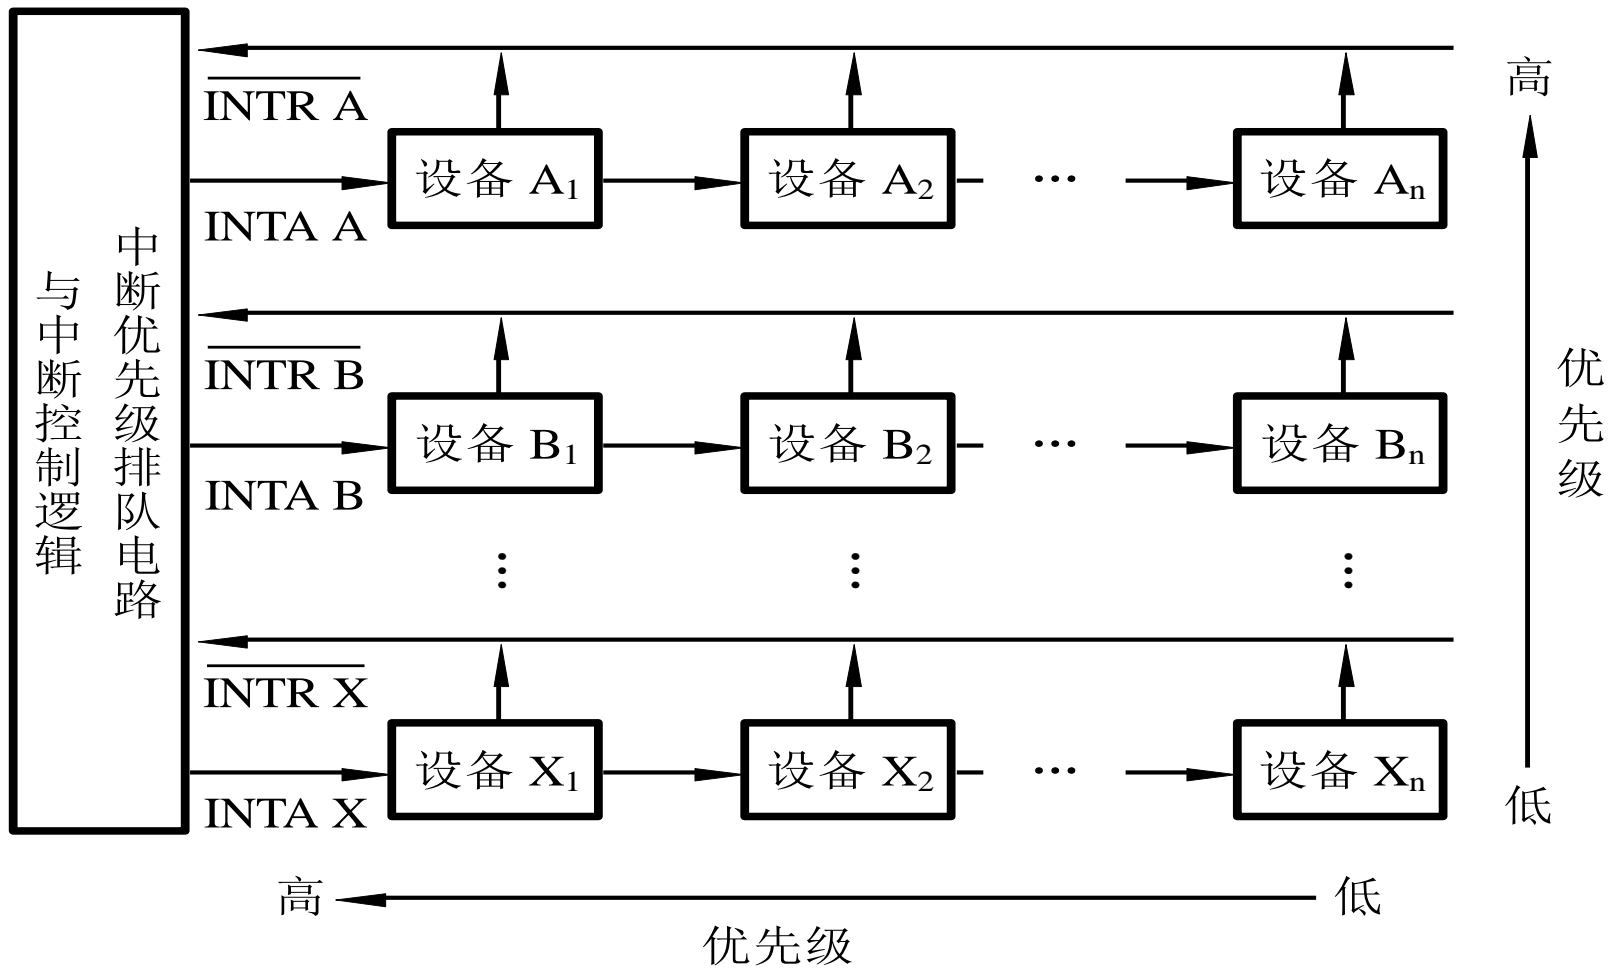 中断优先级排队电路
与中断控制逻辑
INTR A
INTA A
设备 A1
设备 A2
···
设备 An
INTR B
INTA B
设备 B1
设备 B2
···
设备 Bn
⋮ ⋮ ⋮
INTR X
INTA X
设备 X1
设备 X2
···
设备 Xn
高
优先级
低
高
低
优先级